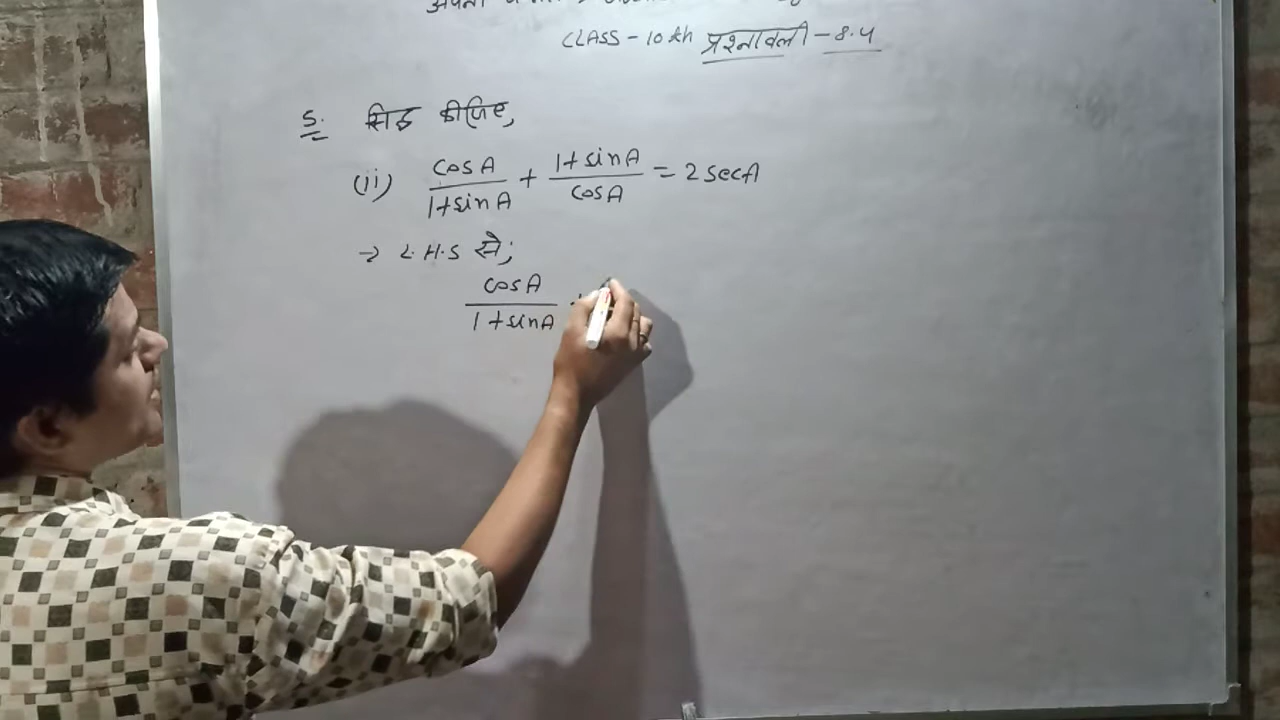 अपना
CLASS - 10th प्रश्नावली - 8.4
5. सिद्ध कीजिए,
(ii) cosA/1+sinA + 1+sinA/cosA = 2 secA
→ L.H.S से;
cosA/1+sinA +